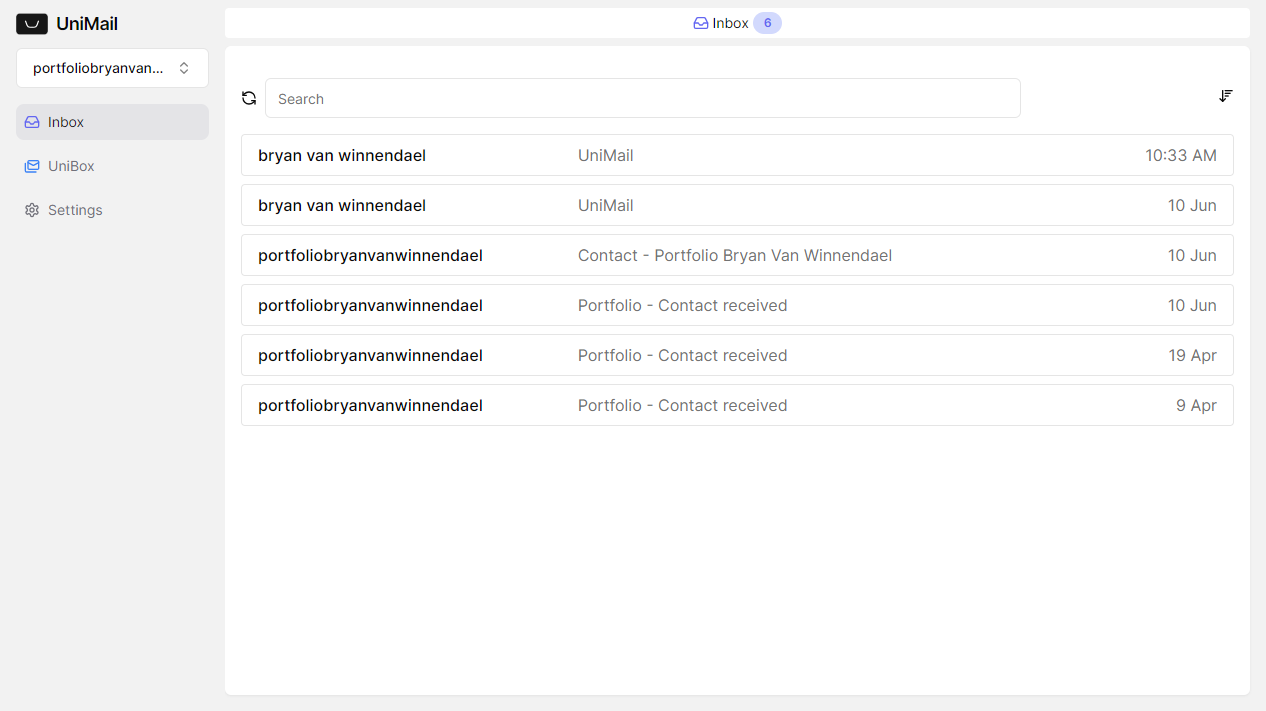 UniMail
portfoliobryanvan...
Inbox
UniBox
Settings
Inbox 6
Search
bryan van winnendael UniMail 10:33 AM
bryan van winnendael UniMail 10 Jun
portfoliobryanvanwinnendael Contact - Portfolio Bryan Van Winnendael 10 Jun
portfoliobryanvanwinnendael Portfolio - Contact received 10 Jun
portfoliobryanvanwinnendael Portfolio - Contact received 19 Apr
portfoliobryanvanwinnendael Portfolio - Contact received 9 Apr